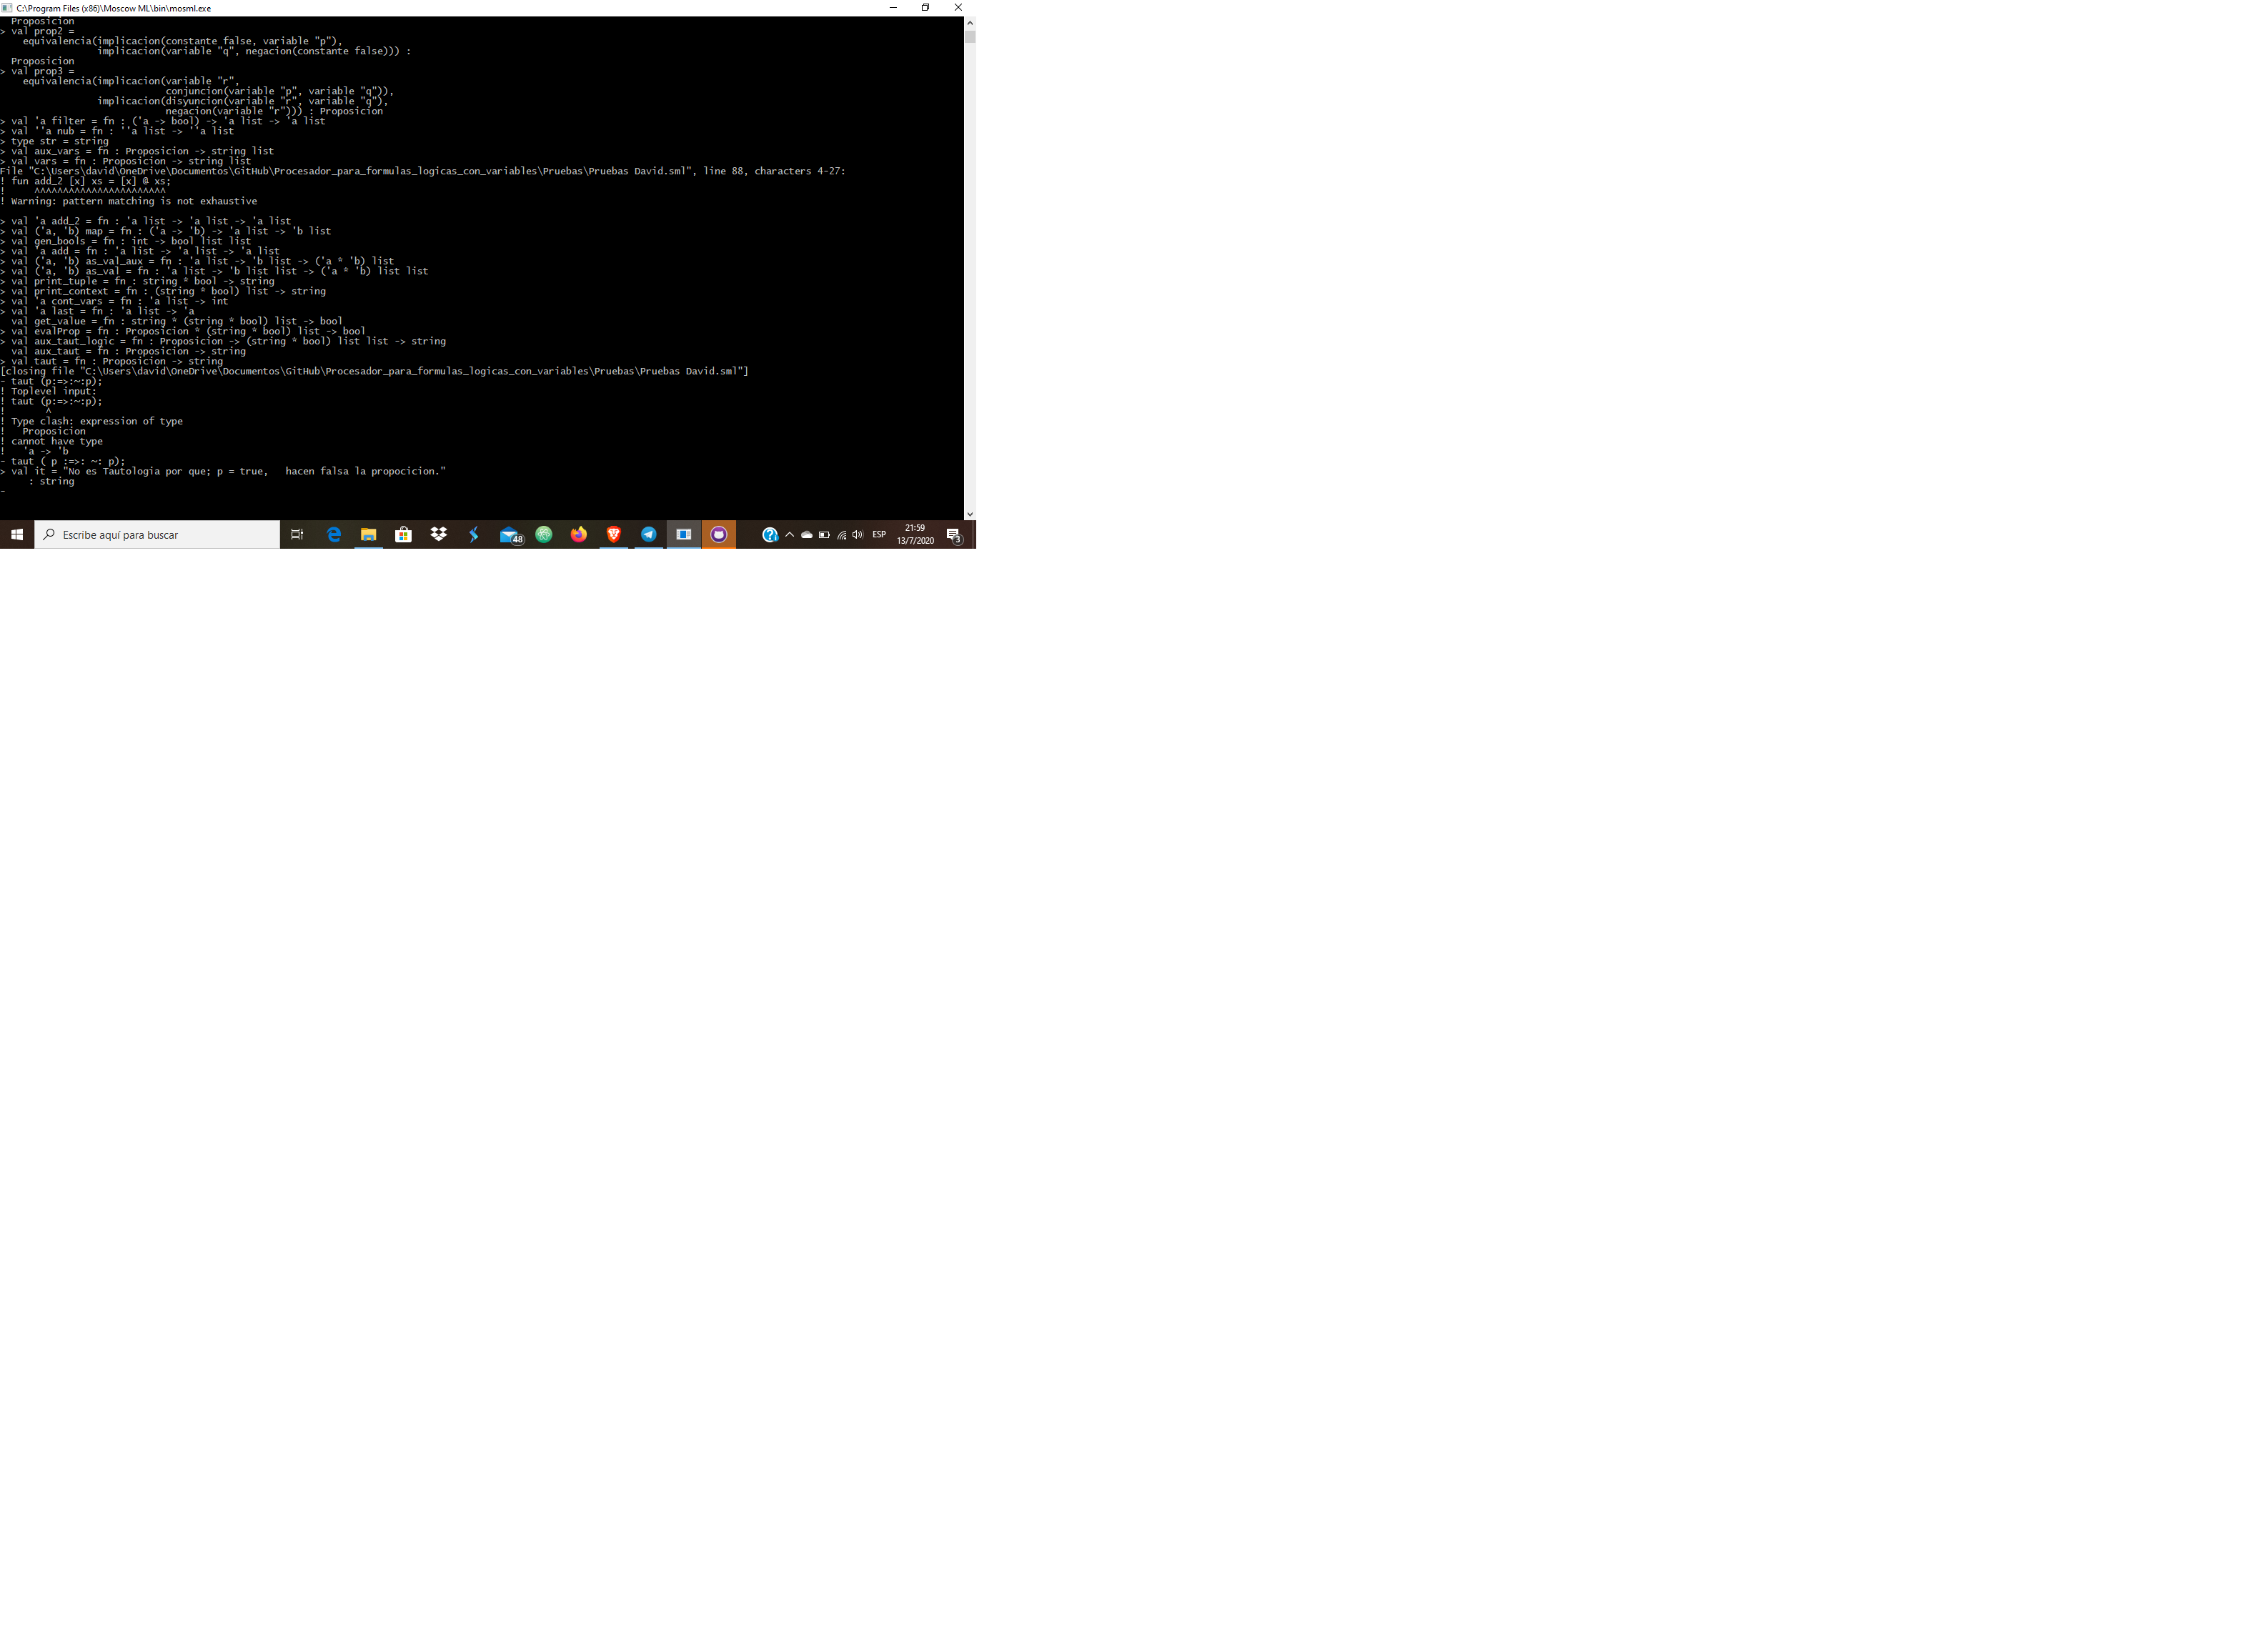 C:\Program Files (x86)\Moscow ML\bin\mosml.exe
  Proposicion
> val prop2 =
    equivalencia(implicacion(constante false, variable "p"),
                 implicacion(variable "q", negacion(constante false))) :
  Proposicion
> val prop3 =
    equivalencia(implicacion(variable "r",
                             conjuncion(variable "p", variable "q")),
                 implicacion(disyuncion(variable "r", variable "q"),
                             negacion(variable "r"))) : Proposicion
> val 'a filter = fn : ('a -> bool) -> 'a list -> 'a list
> val ''a nub = fn : ''a list -> ''a list
> type str = string
> val aux_vars = fn : Proposicion -> string list
> val vars = fn : Proposicion -> string list
File "C:\Users\david\OneDrive\Documentos\GitHub\Procesador_para_formulas_logicas_con_variables\Pruebas\Pruebas David.sml", line 88, characters 4-27:
! fun add_2 [x] xs = [x] @ xs;
!     ^^^^^^^^^^^^^^^^^^^^^^^
! Warning: pattern matching is not exhaustive
> val 'a add_2 = fn : 'a list -> 'a list -> 'a list
> val ('a, 'b) map = fn : ('a -> 'b) -> 'a list -> 'b list
> val gen_bools = fn : int -> bool list list
> val 'a add = fn : 'a list -> 'a list -> 'a list
> val ('a, 'b) as_val_aux = fn : 'a list -> 'b list -> ('a * 'b) list
> val ('a, 'b) as_val = fn : 'a list -> 'b list list -> ('a * 'b) list list
> val print_tuple = fn : string * bool -> string
> val print_context = fn : (string * bool) list -> string
> val 'a cont_vars = fn : 'a list -> int
> val 'a last = fn : 'a list -> 'a
  val get_value = fn : string * (string * bool) list -> bool
> val evalProp = fn : Proposicion * (string * bool) list -> bool
> val aux_taut_logic = fn : Proposicion -> (string * bool) list list -> string
  val aux_taut = fn : Proposicion -> string
> val taut = fn : Proposicion -> string
[closing file "C:\Users\david\OneDrive\Documentos\GitHub\Procesador_para_formulas_logicas_con_variables\Pruebas\Pruebas David.sml"]
- taut (p:=>:~:p);
! Toplevel input:
! taut (p:=>:~:p);
!       ^
! Type clash: expression of type
!   Proposicion
! cannot have type
!   'a -> 'b
- taut ( p :=>: ~: p);
> val it = "No es Tautologia por que; p = true,   hacen falsa la propocicion."
     : string
-
Escribe aquí para buscar
48
ESP
21:59
13/7/2020
3